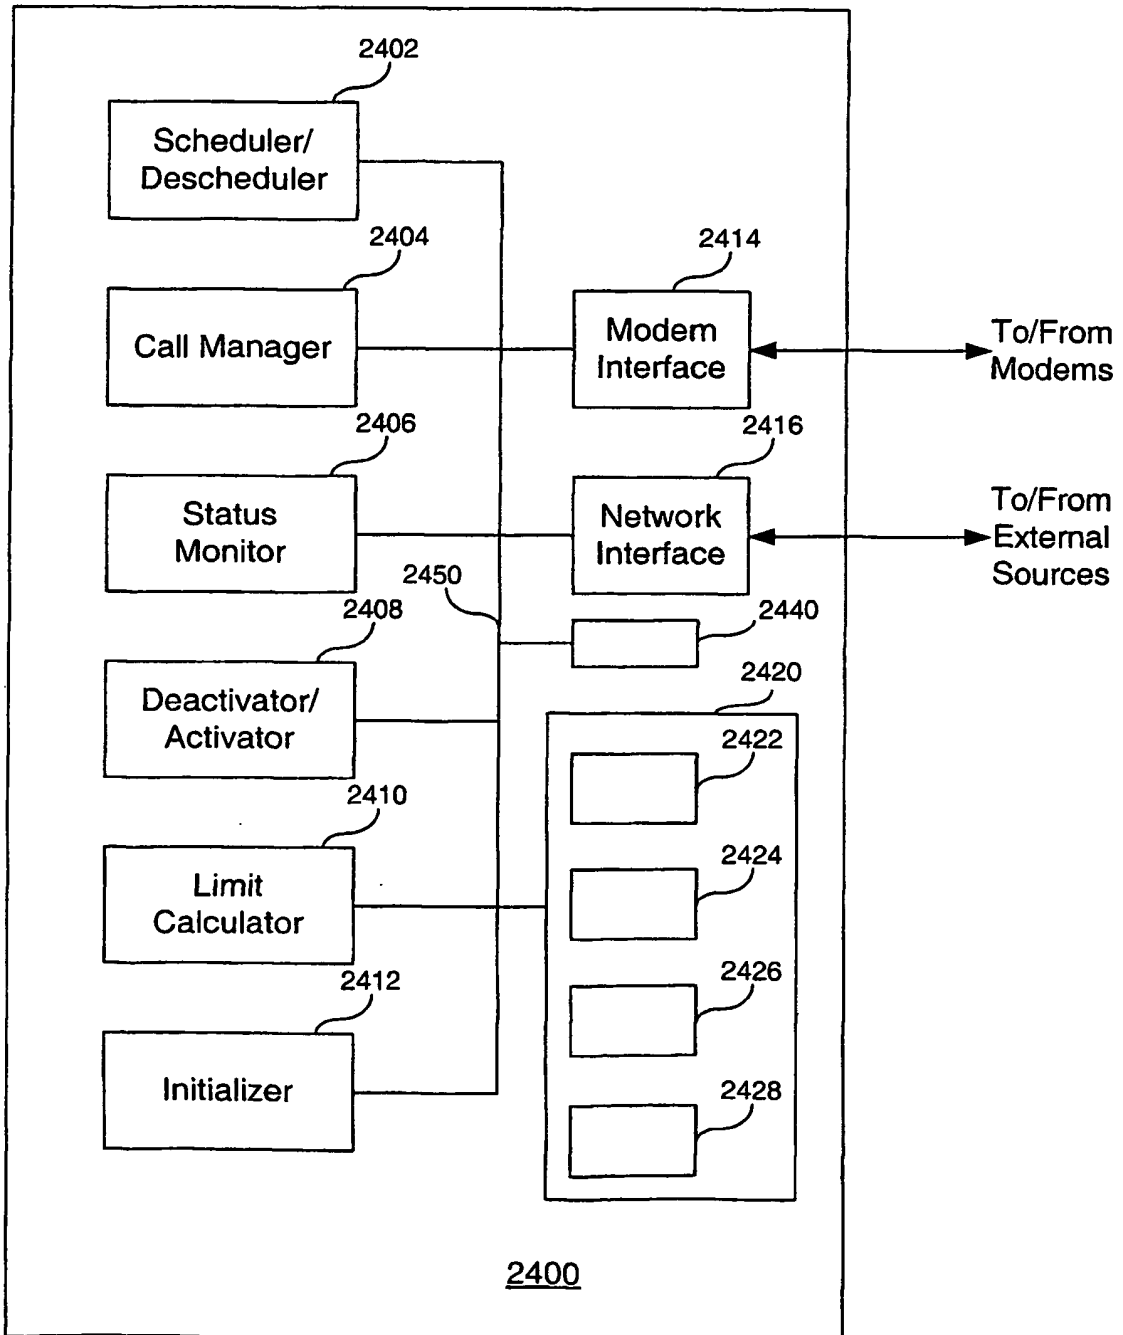 2402
Scheduler/
Descheduler
2404
Call Manager
2414
Modem
Interface
To/From
Modems
2406
Status
Monitor
2416
Network
Interface
To/From
External
Sources
2450
2440
2408
Deactivator/
Activator
2420
2422
2410
Limit
Calculator
2424
2426
2412
Initializer
2428
2400